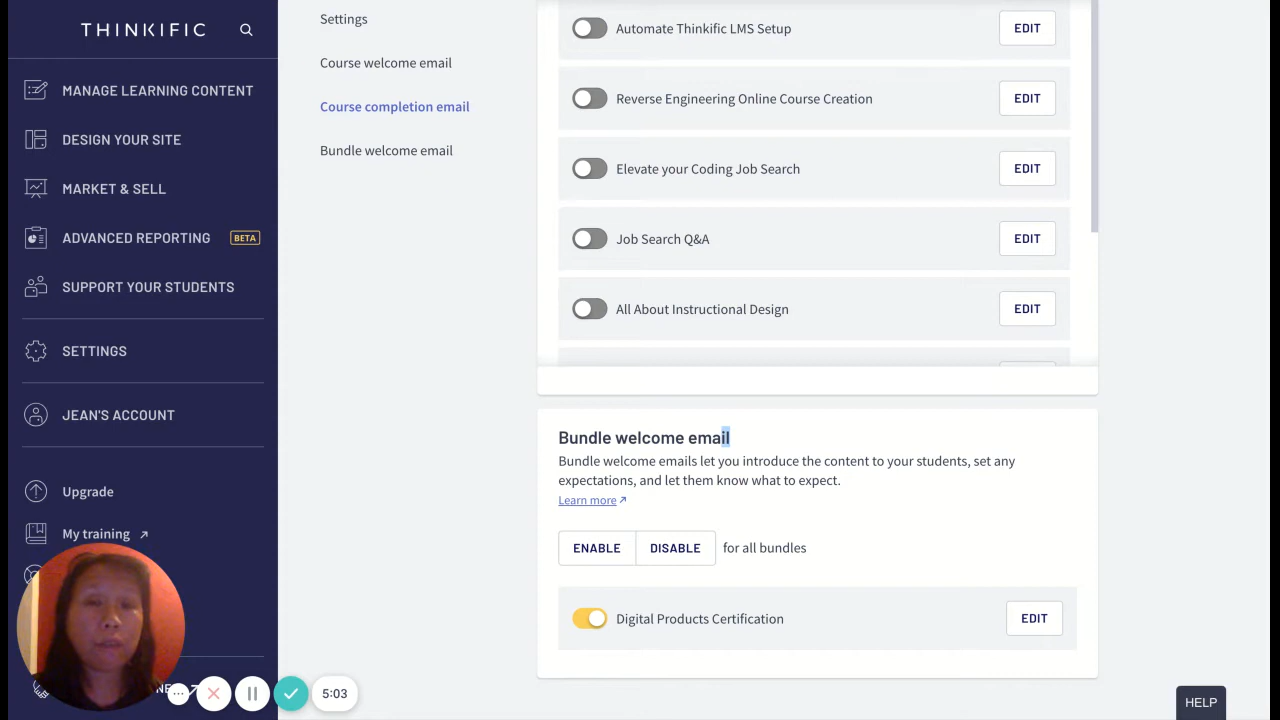 THINKIFIC
MANAGE LEARNING CONTENT
DESIGN YOUR SITE
MARKET & SELL
ADVANCED REPORTING BETA
SUPPORT YOUR STUDENTS
SETTINGS
JEAN'S ACCOUNT
Upgrade
My training ↗
5:03
Settings
Course welcome email
Course completion email
Bundle welcome email
Automate Thinkific LMS Setup EDIT
Reverse Engineering Online Course Creation EDIT
Elevate your Coding Job Search EDIT
Job Search Q&A EDIT
All About Instructional Design EDIT
Bundle welcome email
Bundle welcome emails let you introduce the content to your students, set any
expectations, and let them know what to expect.
Learn more ↗
ENABLE DISABLE for all bundles
Digital Products Certification EDIT
HELP